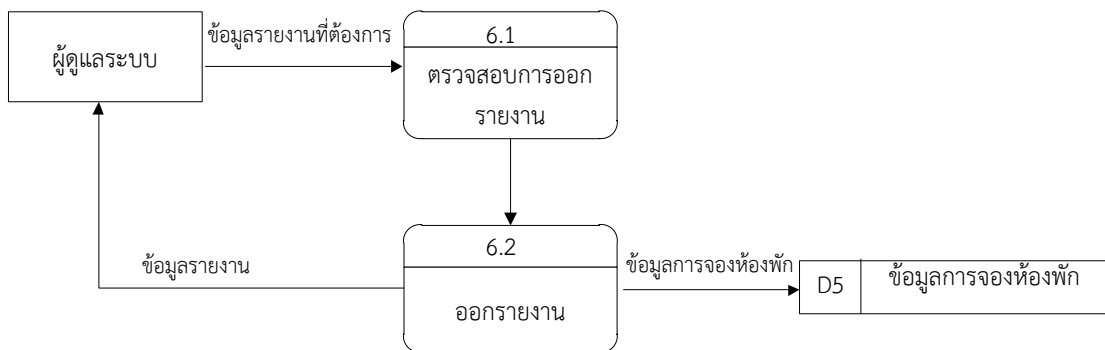 ผู้ดูแลระบบ
ข้อมูลรายงานที่ต้องการ
6.1
ตรวจสอบการออก
รายงาน
ข้อมูลรายงาน
6.2
ออกรายงาน
ข้อมูลการจองห้องพัก
D5
ข้อมูลการจองห้องพัก